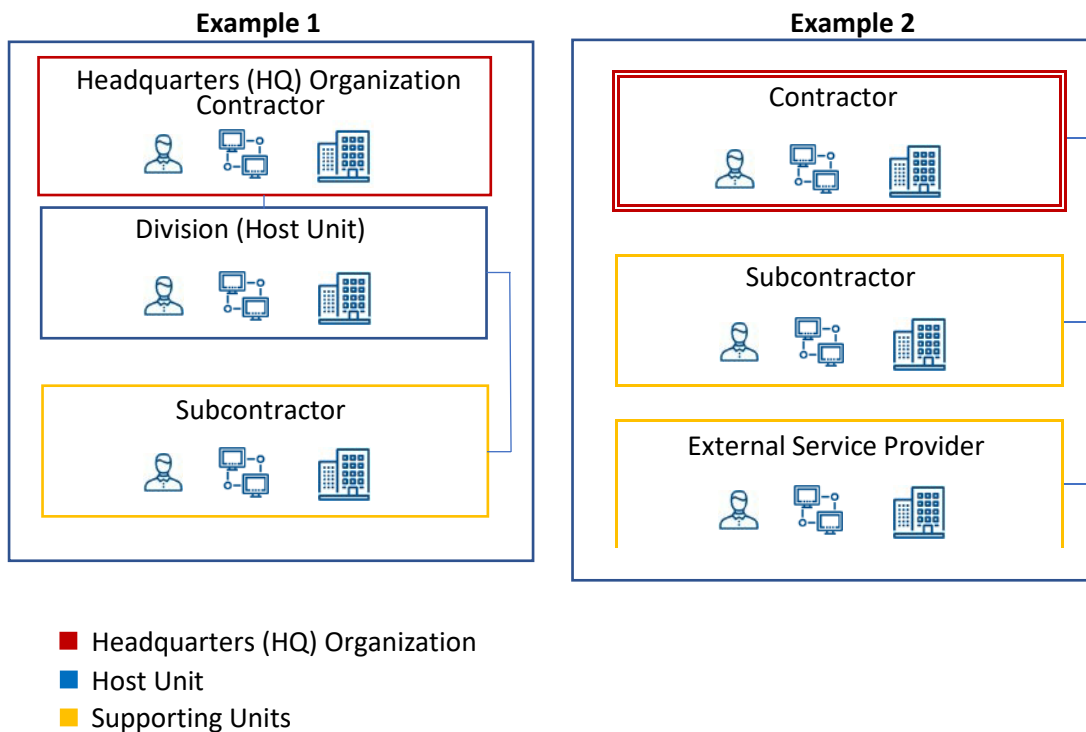 Example 1
Headquarters (HQ) Organization
Contractor
Division (Host Unit)
Subcontractor
Example 2
Contractor
Subcontractor
External Service Provider
Headquarters (HQ) Organization
Host Unit
Supporting Units